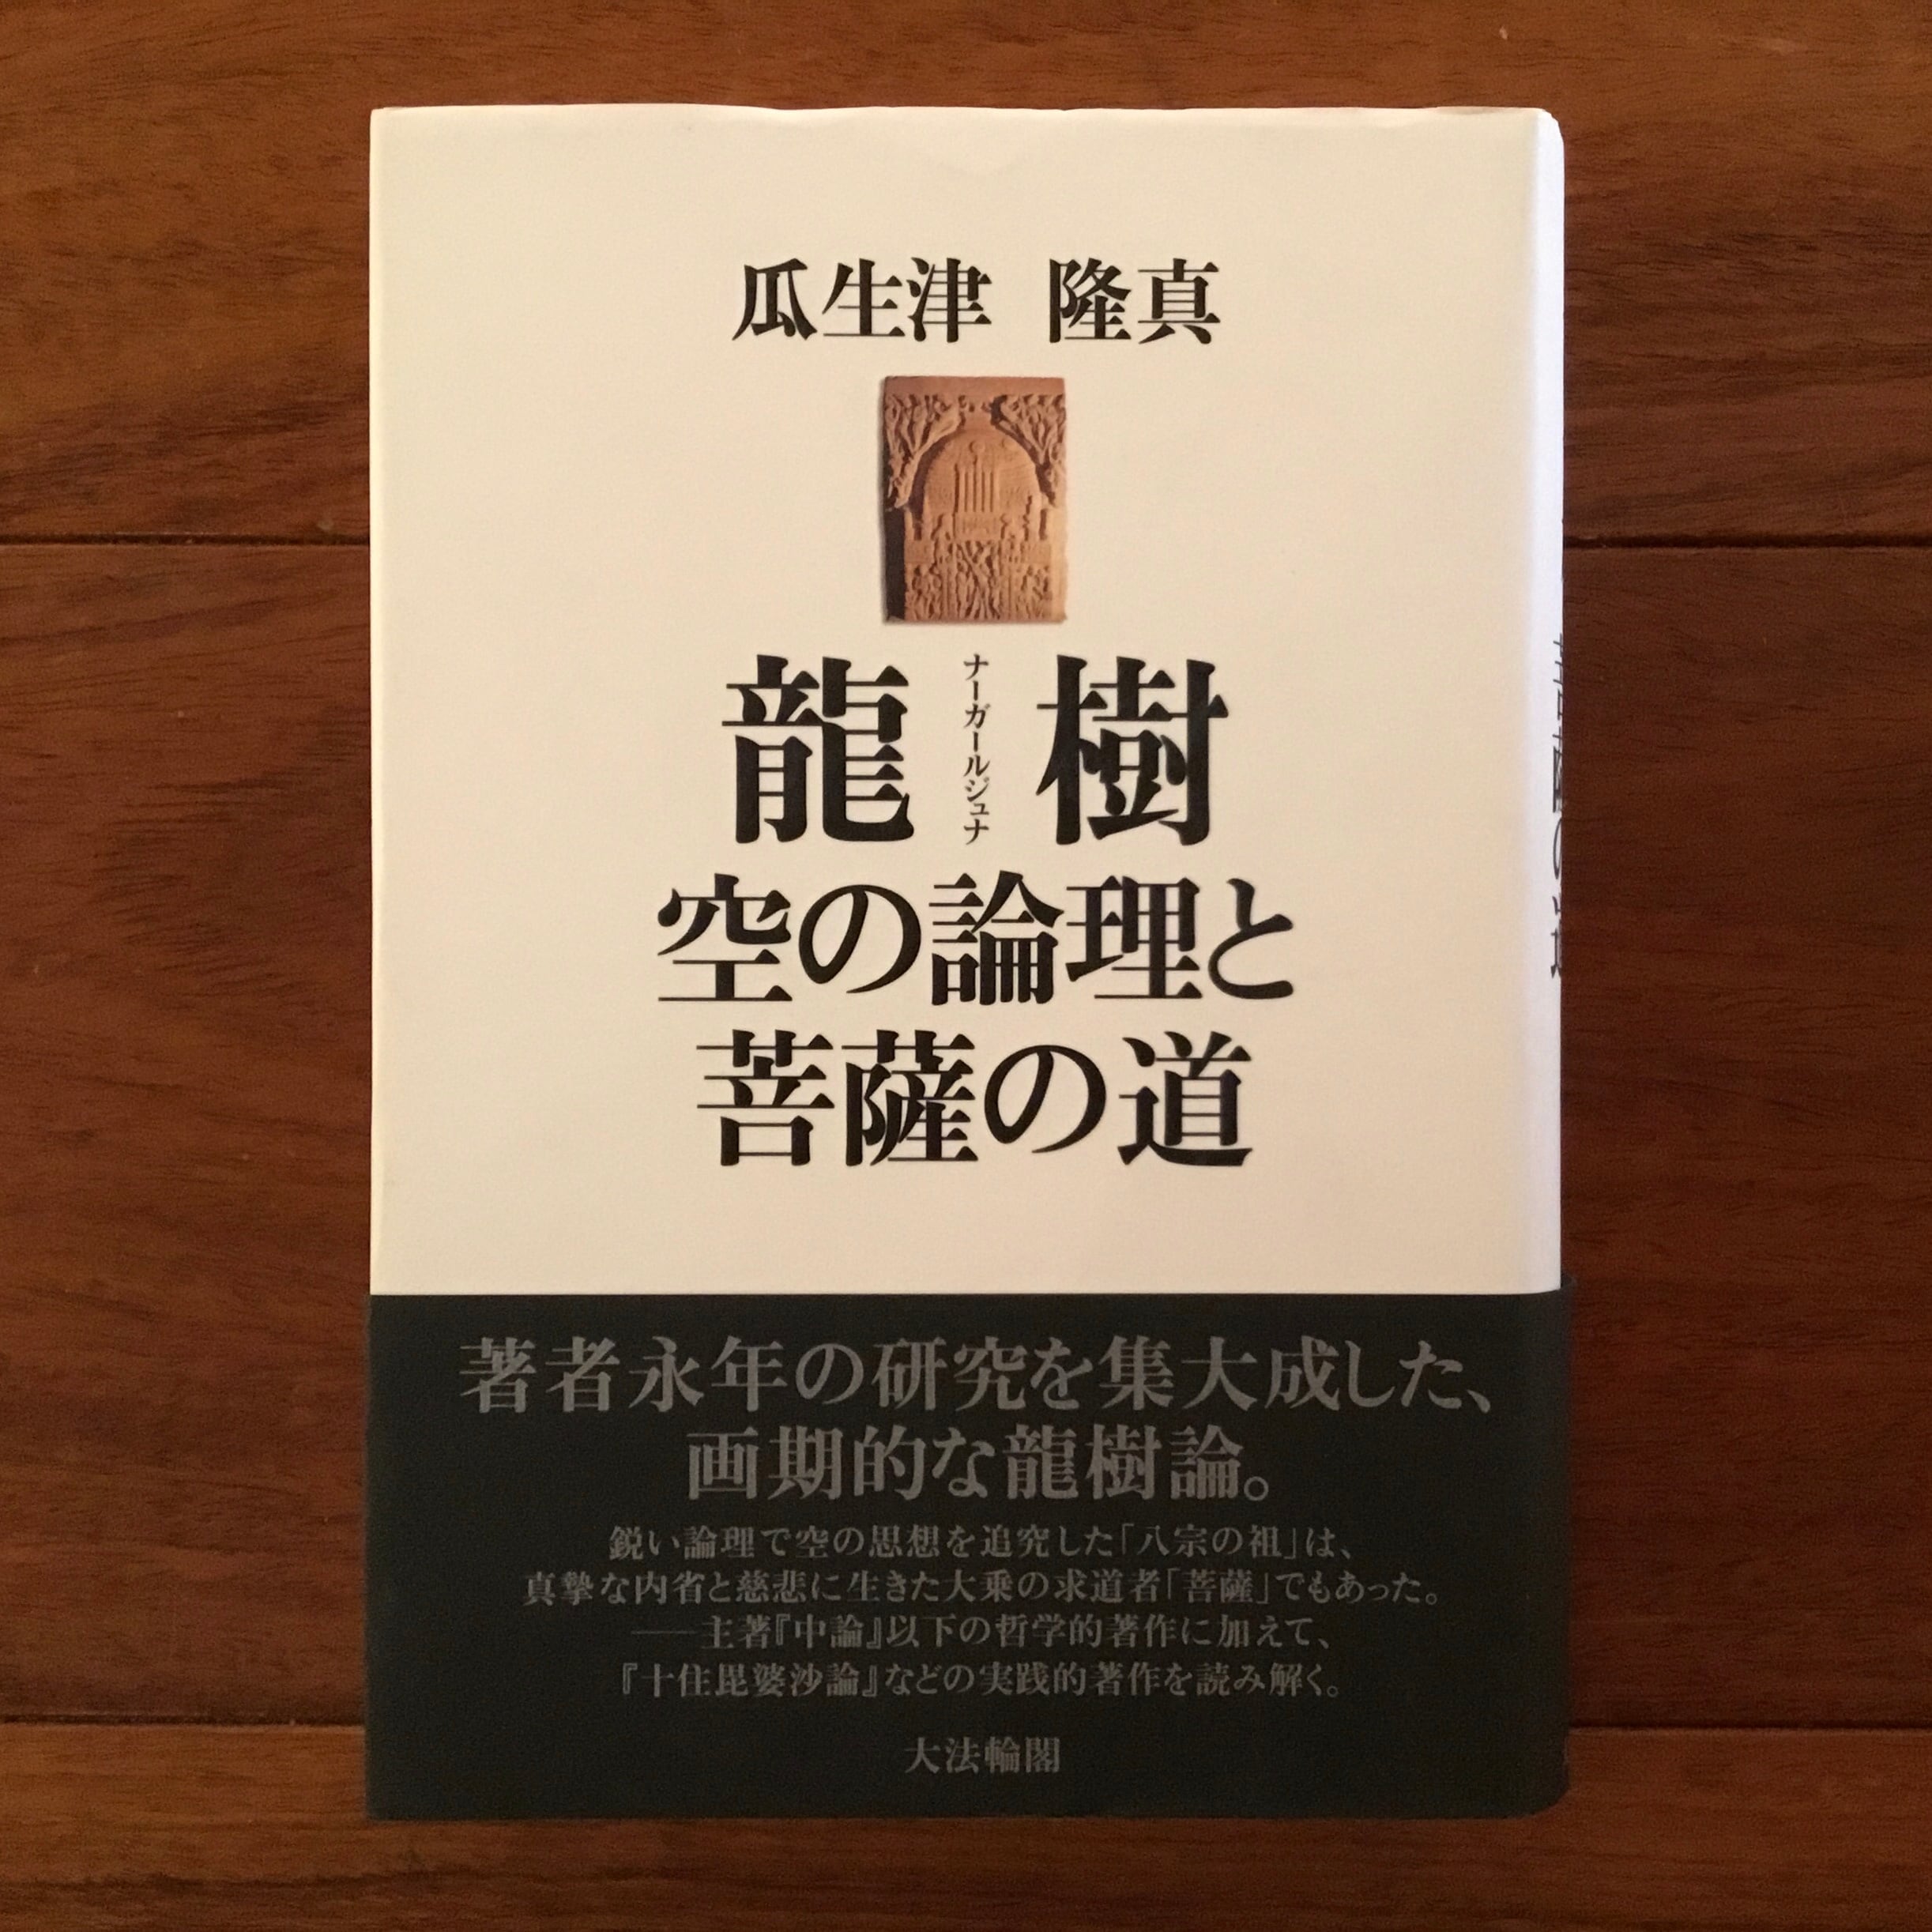 瓜生津 隆真
龍樹
ナーガールジュナ
空の論理と
菩薩の道
著者永年の研究を集大成した、
画期的な龍樹論。
鋭い論理で空の思想を追究した「八宗の祖」は、
真摯な内省と慈悲に生きた大乗の求道者「菩薩」でもあった。
――主著『中論』以下の哲学的著作に加えて、
『十住毘婆沙論』などの実践的著作を読み解く。
大法輪閣